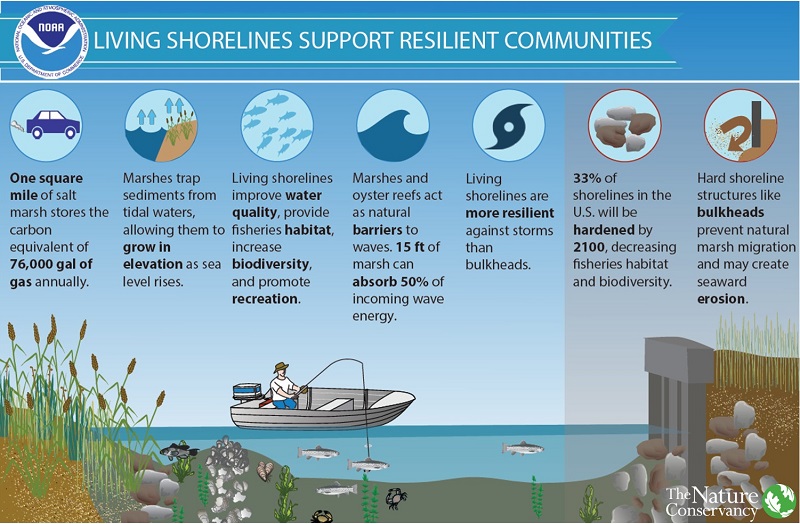 NOAA
NATIONAL OCEANIC AND ATMOSPHERIC ADMINISTRATION
U.S. DEPARTMENT OF COMMERCE
LIVING SHORELINES SUPPORT RESILIENT COMMUNITIES
One square
mile of salt
marsh stores the
carbon
equivalent of
76,000 gal of
gas annually.
Marshes trap
sediments from
tidal waters,
allowing them to
grow in
elevation as sea
level rises.
Living shorelines
improve water
quality, provide
fisheries habitat,
increase
biodiversity,
and promote
recreation.
Marshes and
oyster reefs act
as natural
barriers to
waves. 15 ft of
marsh can
absorb 50% of
incoming wave
energy.
Living
shorelines are
more resilient
against storms
than
bulkheads.
33% of
shorelines in the
U.S. will be
hardened by
2100, decreasing
fisheries habitat
and biodiversity.
Hard shoreline
structures like
bulkheads
prevent natural
marsh migration
and may create
seaward
erosion.
The Nature
Conservancy